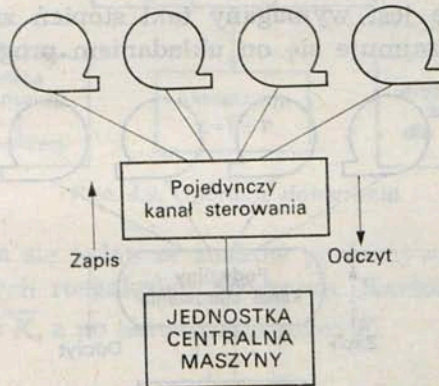 Pojedynczy
kanał sterowania
Zapis
Odczyt
JEDNOSTKA
CENTRALNA
MASZYNY